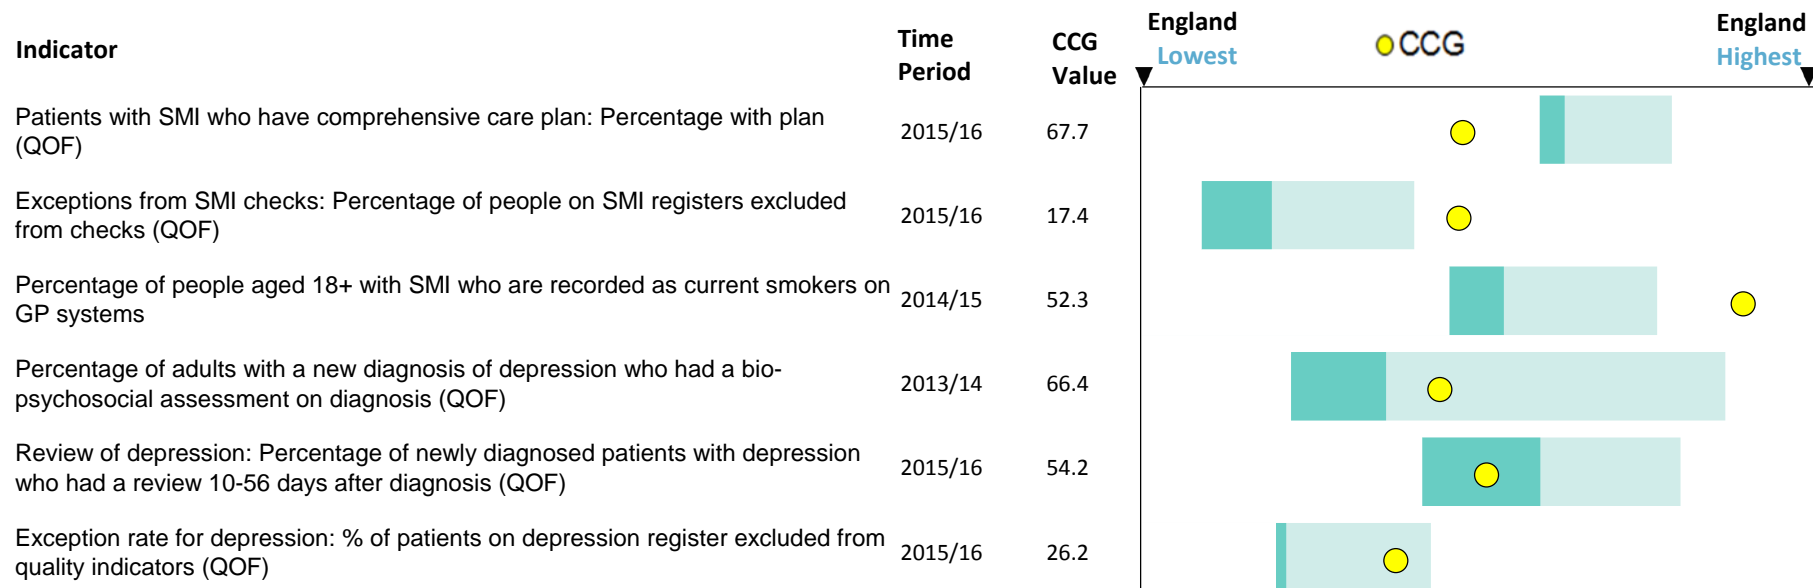 Indicator
Time
Period
CCG
Value
England
Lowest
CCG
England
Highest
Patients with SMI who have comprehensive care plan: Percentage with plan
(QOF)
2015/16
67.7
Exceptions from SMI checks: Percentage of people on SMI registers excluded
from checks (QOF)
2015/16
17.4
Percentage of people aged 18+ with SMI who are recorded as current smokers on
GP systems
2014/15
52.3
Percentage of adults with a new diagnosis of depression who had a bio-
psychosocial assessment on diagnosis (QOF)
2013/14
66.4
Review of depression: Percentage of newly diagnosed patients with depression
who had a review 10-56 days after diagnosis (QOF)
2015/16
54.2
Exception rate for depression: % of patients on depression register excluded from
quality indicators (QOF)
2015/16
26.2